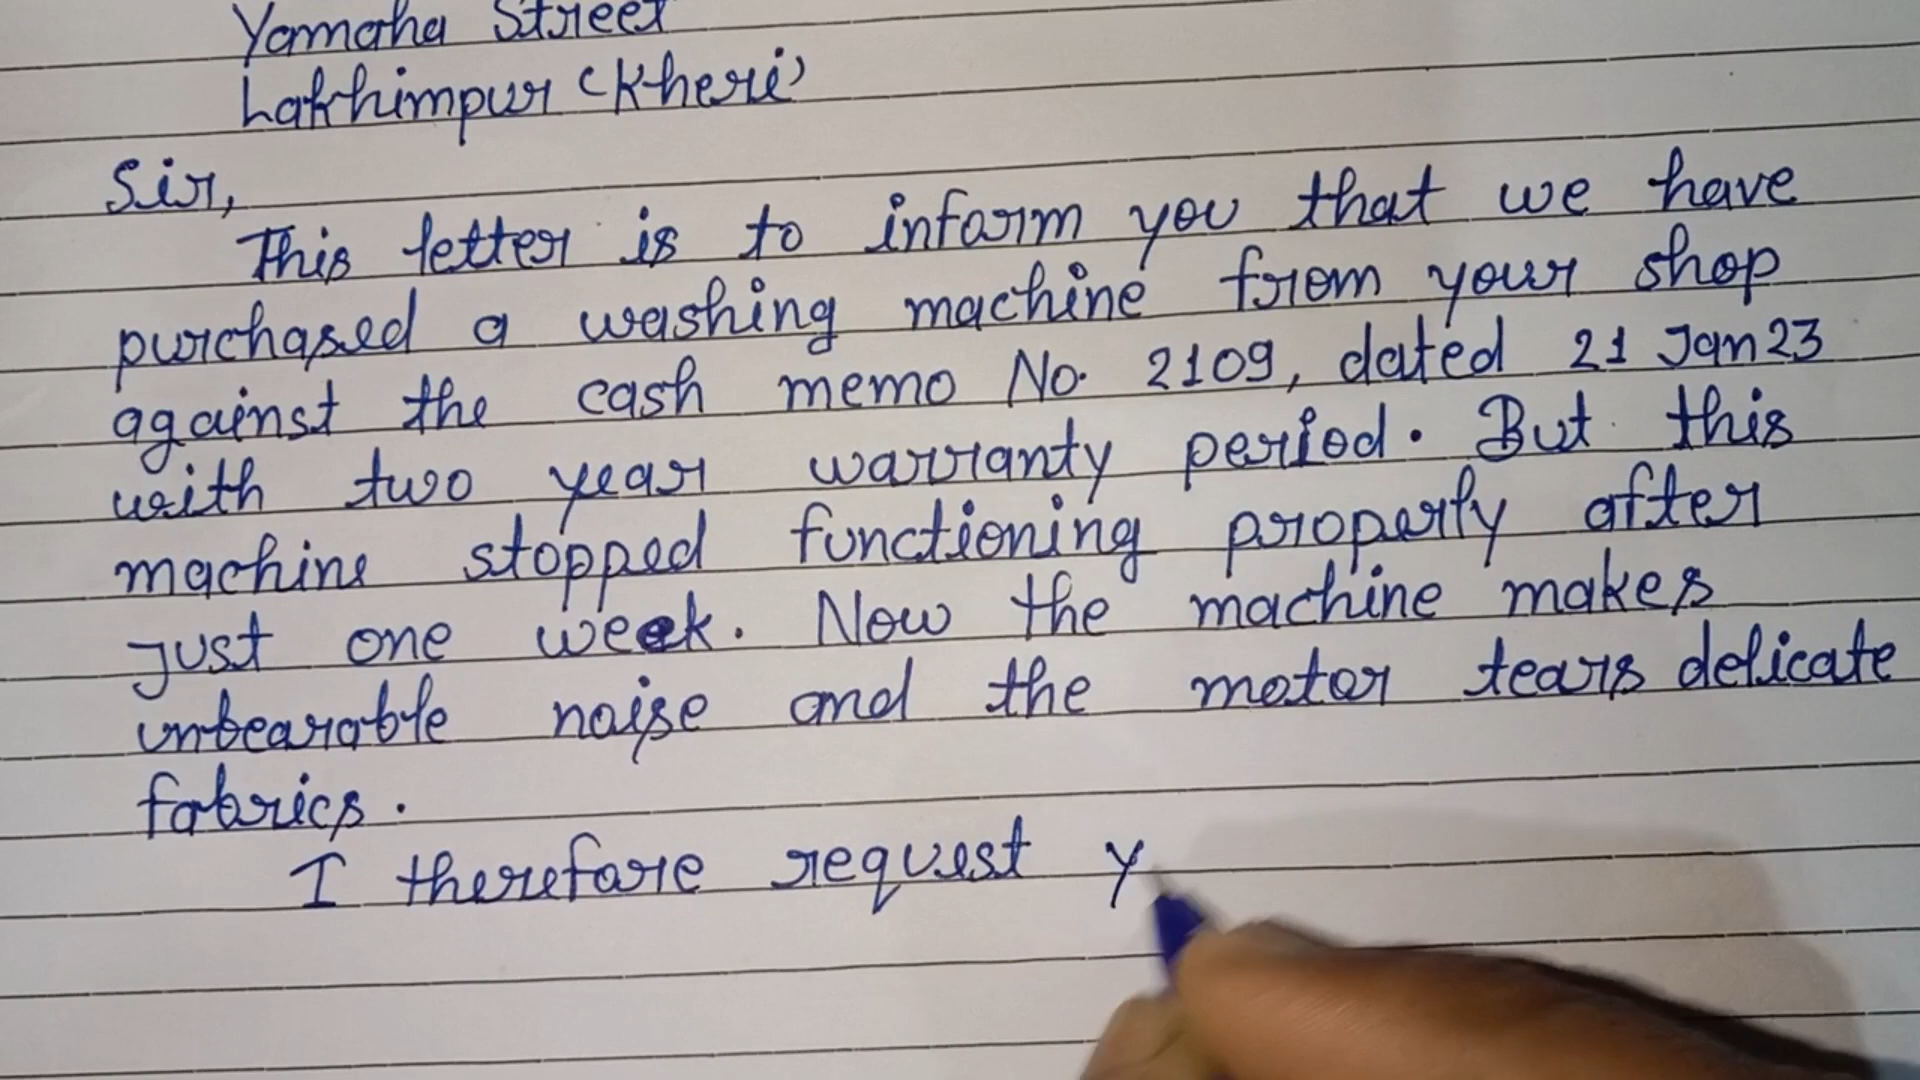 Yamaha Street
Lakhimpur (Kheri)
Sir,
This letter is to inform you that we have
purchased a washing machine from your shop
against the cash memo No. 2109, dated 21 Jan 23
with two year warranty period. But this
machine stopped functioning properly after
just one week. Now the machine makes
unbearable noise and the motor tears delicate
fabrics.
I therefore request y